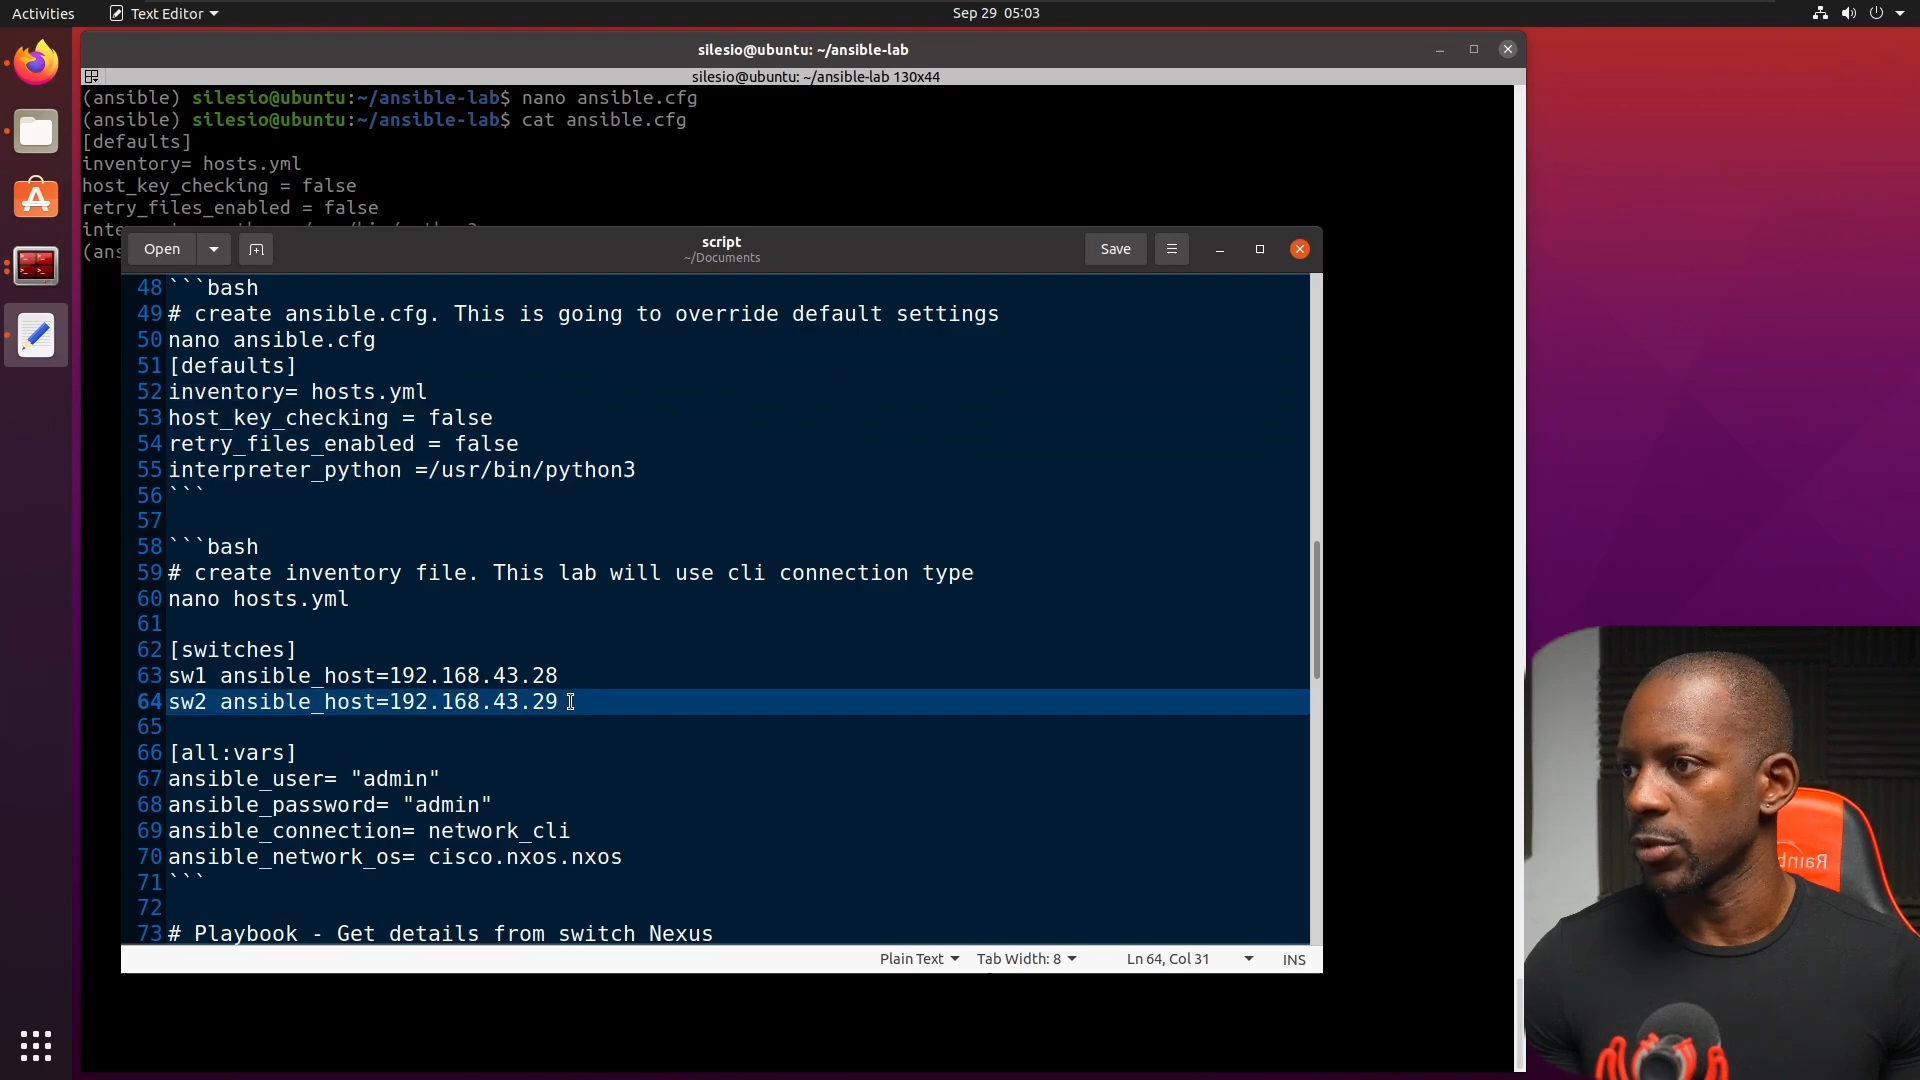 Activities
Text Editor
Sep 29 05:03
silesio@ubuntu: ~/ansible-lab
silesio@ubuntu: ~/ansible-lab 130x44
(ansible) silesio@ubuntu:~/ansible-lab$ nano ansible.cfg
(ansible) silesio@ubuntu:~/ansible-lab$ cat ansible.cfg
[defaults]
inventory= hosts.yml
host_key_checking = false
retry_files_enabled = false
(ans
Open
script
~/Documents
Save
48 ```bash
49 # create ansible.cfg. This is going to override default settings
50 nano ansible.cfg
51 [defaults]
52 inventory= hosts.yml
53 host_key_checking = false
54 retry_files_enabled = false
55 interpreter_python =/usr/bin/python3
56 ```
57
58 ```bash
59 # create inventory file. This lab will use cli connection type
60 nano hosts.yml
61
62 [switches]
63 sw1 ansible_host=192.168.43.28
64 sw2 ansible_host=192.168.43.29
65
66 [all:vars]
67 ansible_user= "admin"
68 ansible_password= "admin"
69 ansible_connection= network_cli
70 ansible_network_os= cisco.nxos.nxos
71 ```
72
73 # Playbook - Get details from switch Nexus
Plain Text
Tab Width: 8
Ln 64, Col 31
INS